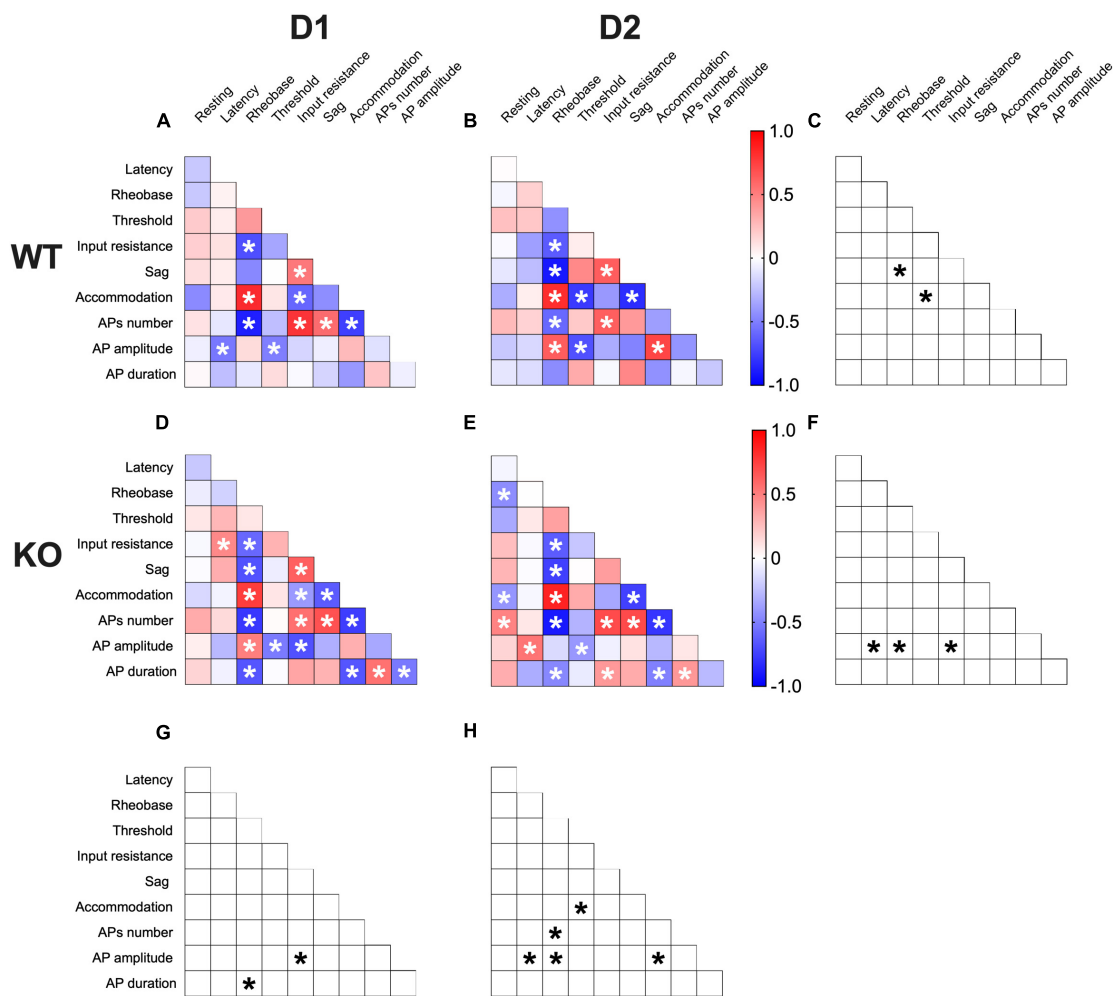 D1 D2
A B C
Resting Latency Rheobase Threshold Input resistance Sag Accommodation APs number AP amplitude
Resting Latency Rheobase Threshold Input resistance Sag Accommodation APs number AP amplitude
Resting Latency Rheobase Threshold Input resistance Sag Accommodation APs number AP amplitude
WT
Latency
Rheobase
Threshold
Input resistance
Sag
Accommodation
APs number
AP amplitude
AP duration
1.0
0.5
0
-0.5
-1.0
D E F
KO
Latency
Rheobase
Threshold
Input resistance
Sag
Accommodation
APs number
AP amplitude
AP duration
1.0
0.5
0
-0.5
-1.0
G H
Latency
Rheobase
Threshold
Input resistance
Sag
Accommodation
APs number
AP amplitude
AP duration